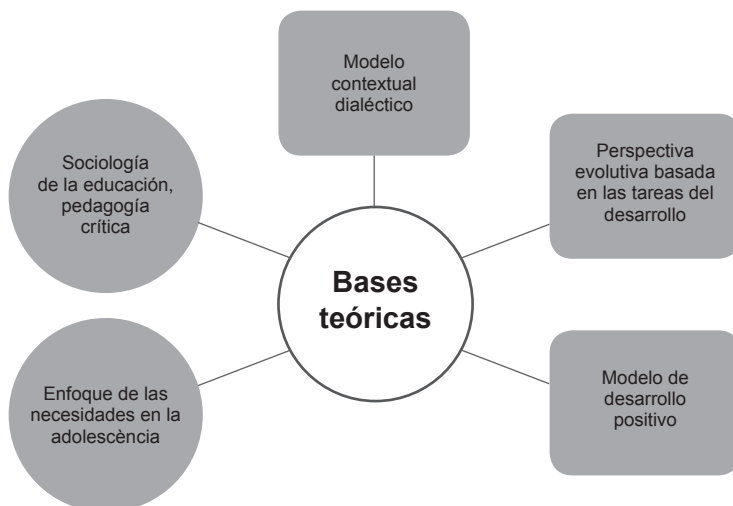 Modelo
contextual
dialéctico
Sociología
de la educación,
pedagogía
crítica
Perspectiva
evolutiva basada
en las tareas del
desarrollo
Bases
teóricas
Enfoque de las
necesidades en la
adolescència
Modelo de
desarrollo
positivo